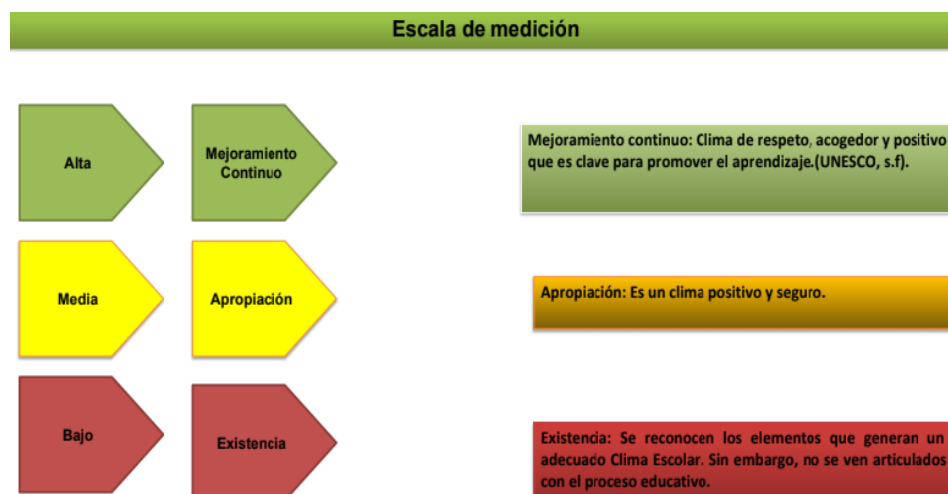 Escala de medición
Alta
Mejoramiento
Continuo
Mejoramiento continuo: Clima de respeto, acogedor y positivo
que es clave para promover el aprendizaje.(UNESCO, s.f).
Media
Apropiación
Apropiación: Es un clima positivo y seguro.
Bajo
Existencia
Existencia: Se reconocen los elementos que generan un
adecuado Clima Escolar. Sin embargo, no se ven articulados
con el proceso educativo.